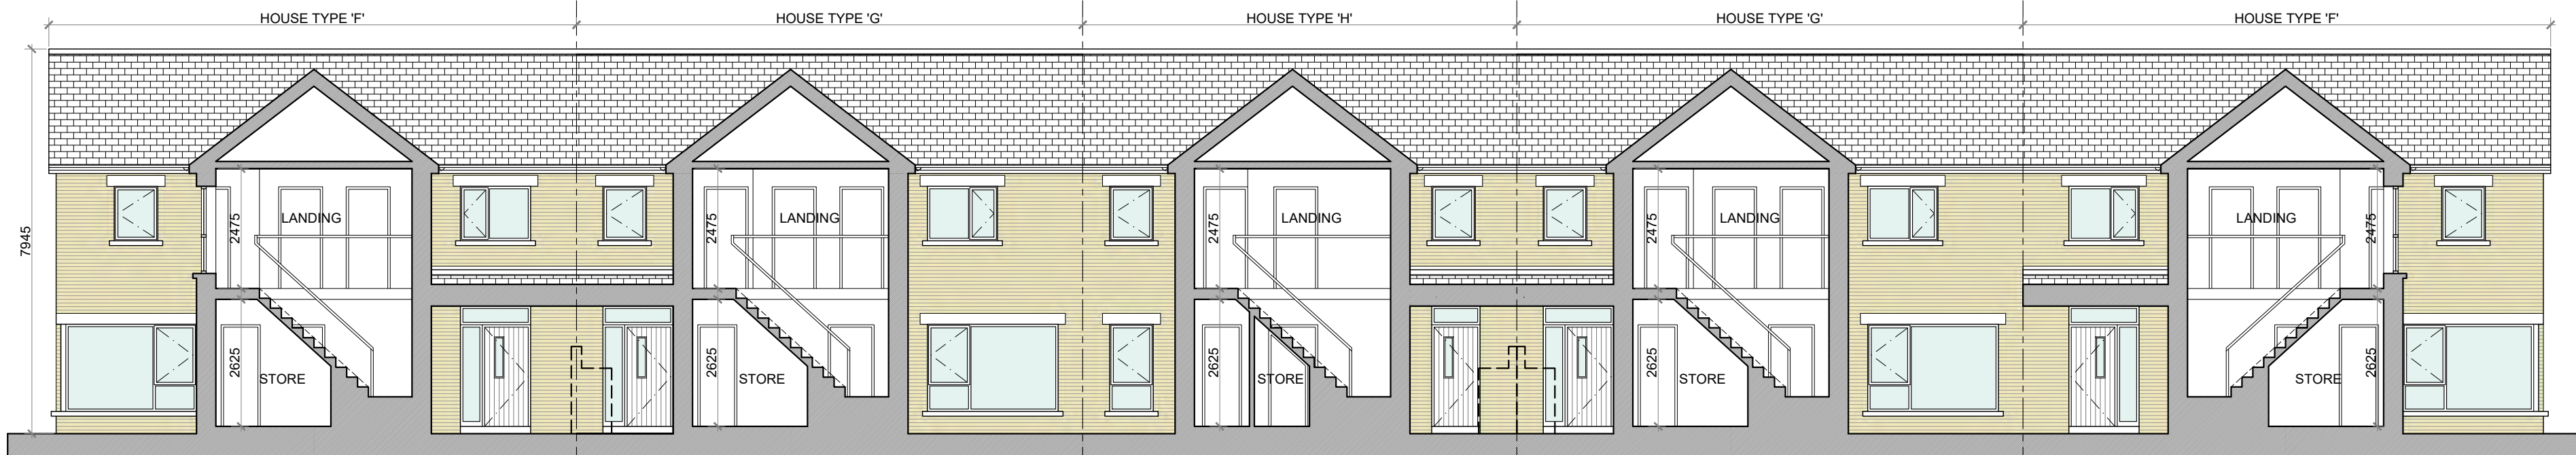 HOUSE TYPE 'F'
HOUSE TYPE 'G'
HOUSE TYPE 'H'
HOUSE TYPE 'G'
HOUSE TYPE 'F'
7945
2475
LANDING
2475
LANDING
2475
LANDING
2475
LANDING
LANDING
2475
2625
STORE
2625
STORE
2625
STORE
2625
STORE
STORE
2625